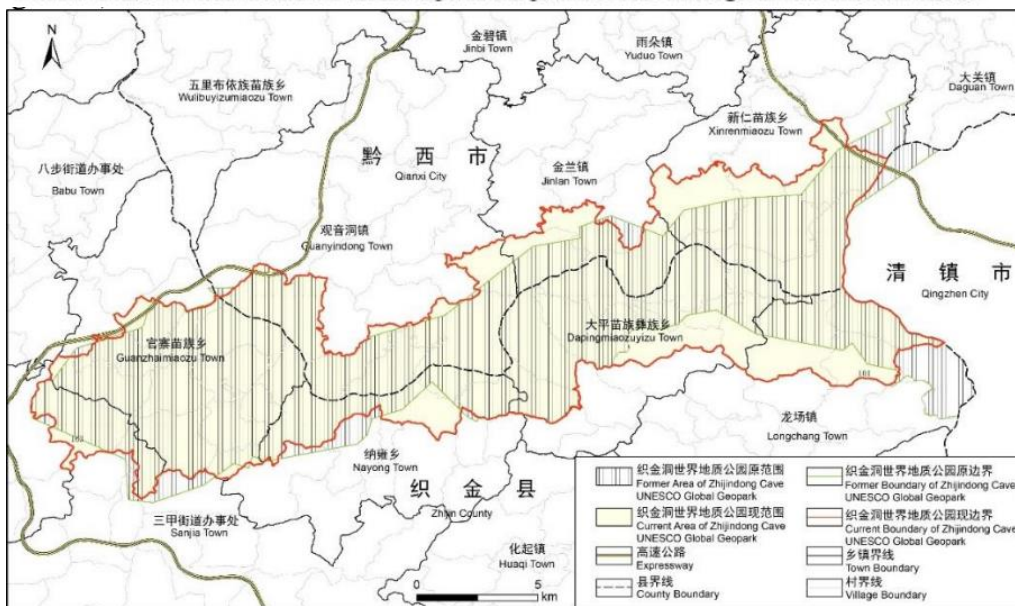 金碧镇
Jinbi Town
雨朵镇
Yuduo Town
大关镇
Daguan Town
N
五里布依族苗族乡
Wulibuyizumiaozu Town
新仁苗族乡
Xinrenmiaozu Town
黔西市
Qianxi City
八步街道办事处
Babu Town
金兰镇
Jinlan Town
观音洞镇
Guanyindong Town
清镇市
Qingzhen City
大平苗族彝族乡
Dapingmiaozuyizu Town
官寨苗族乡
Guanzhaimiaozu Town
101
103
龙场镇
Longchang Town
纳雍乡
Nayong Town
织金县
Zhijin County
三甲街道办事处
Sanjia Town
化起镇
Huaqi Town
0 5
km
织金洞世界地质公园原范围
Former Area of Zhijindong Cave
UNESCO Global Geopark
织金洞世界地质公园现范围
Current Area of Zhijindong Cave
UNESCO Global Geopark
高速公路
Expressway
县界线
County Boundary
织金洞世界地质公园原边界
Former Boundary of Zhijindong Cave
UNESCO Global Geopark
织金洞世界地质公园现边界
Current Boundary of Zhijindong Cave
UNESCO Global Geopark
乡镇界线
Town Boundary
村界线
Village Boundary